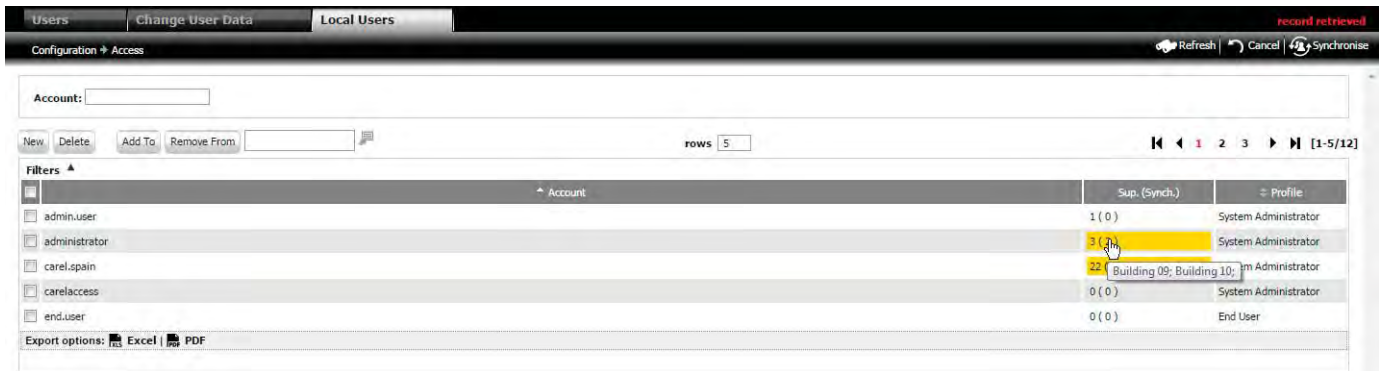 Users Change User Data Local Users record retrieved
Configuration Access Refresh | Cancel | Synchronise
Account:
New Delete Add To Remove From rows 5 1 2 3 [1-5/12]
Filters
Account Sup. (Synch.) Profile
admin.user 1 ( 0 ) System Administrator
administrator 3 ( System Administrator
carel.spain 22 ( Administrator
Building 09; Building 10;
carelaccess 0 ( 0 ) System Administrator
end.user 0 ( 0 ) End User
Export options: Excel | PDF